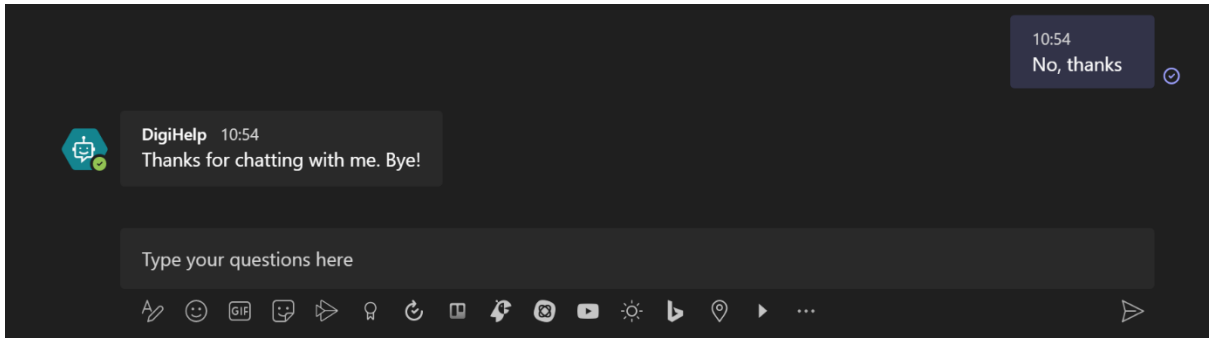 10:54
No, thanks
DigiHelp 10:54
Thanks for chatting with me. Bye!
Type your questions here
GIF